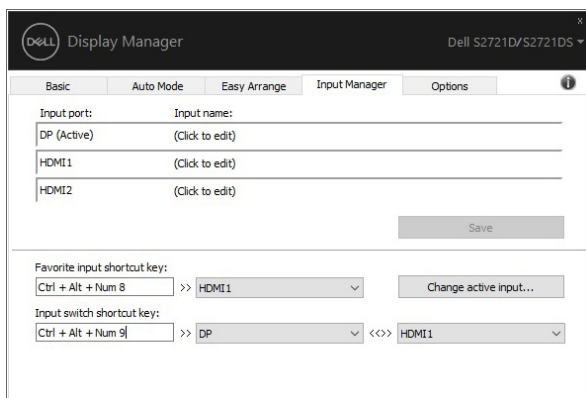 x
DELL Display Manager Dell S2721D/S2721DS
Basic Auto Mode Easy Arrange Input Manager Options i
Input port: Input name:
DP (Active) (Click to edit)
HDMI1 (Click to edit)
HDMI2 (Click to edit)
Save
Favorite input shortcut key:
Ctrl + Alt + Num 8 >> HDMI1 Change active input...
Input switch shortcut key:
Ctrl + Alt + Num 9 >> DP <<>> HDMI1